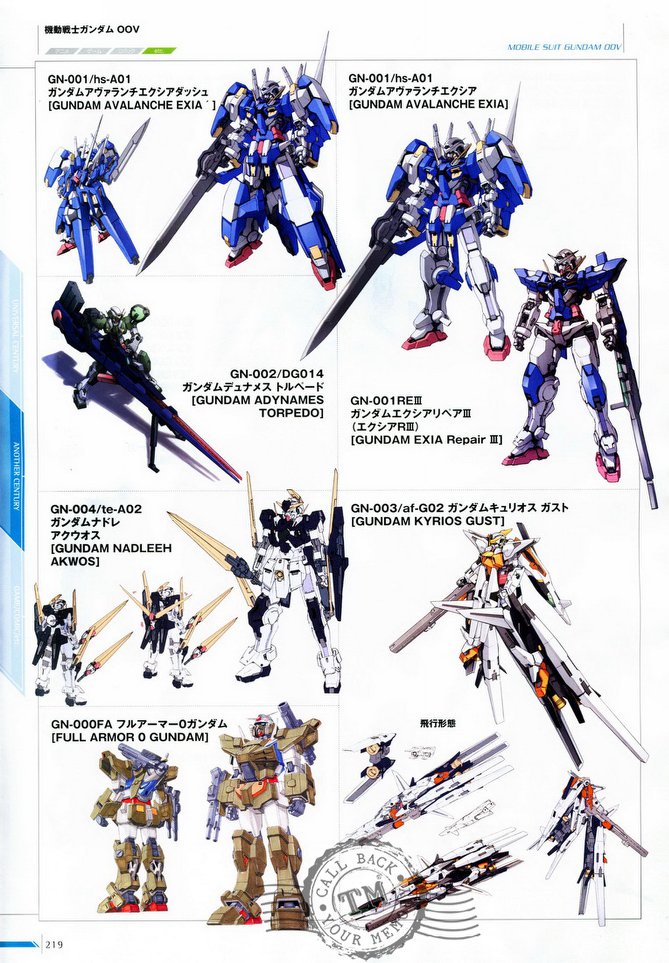 機動戦士ガンダム OOV
etc.
MOBILE SUIT GUNDAM OOV
GN-001/hs-A01
ガンダムアヴァランチエクシアダッシュ
[GUNDAM AVALANCHE EXIA´]
GN-001/hs-A01
ガンダムアヴァランチエクシア
[GUNDAM AVALANCHE EXIA]
GN-002/DG014
ガンダムデュナメス トルペード
[GUNDAM ADYNAMES
TORPEDO]
GN-001REⅢ
ガンダムエクシアリペアⅢ
(エクシアRⅢ)
[GUNDAM EXIA Repair Ⅲ]
GN-004/te-A02
ガンダムナドレ
アクウオス
[GUNDAM NADLEEH
AKWOS]
GN-003/af-G02 ガンダムキュリオス ガスト
[GUNDAM KYRIOS GUST]
GN-000FA フルアーマー0ガンダム
[FULL ARMOR 0 GUNDAM]
飛行形態
UNIVERSAL CENTURY
ANOTHER CENTURY
CALL BACK
TM
YOUR MEM
219